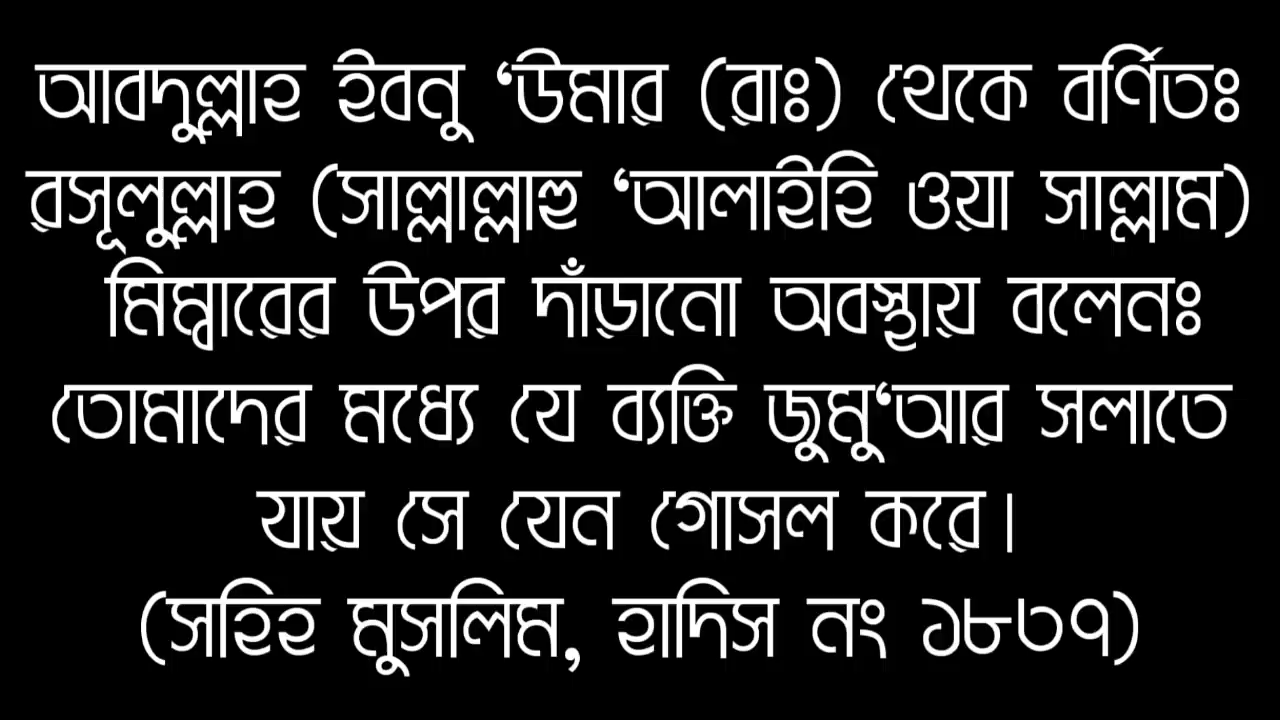 আবদুল্লাহ ইবনু ‘উমার (রাঃ) থেকে বর্ণিতঃ
রসূলুল্লাহ (সাল্লাল্লাহু ‘আলাইহি ওয়া সাল্লাম)
মিম্বারের উপর দাঁড়ানো অবস্থায় বলেনঃ
তোমাদের মধ্যে যে ব্যক্তি জুমু‘আর সলাতে
যায় সে যেন গোসল করে।
(সহিহ মুসলিম, হাদিস নং ১৮৩৭)